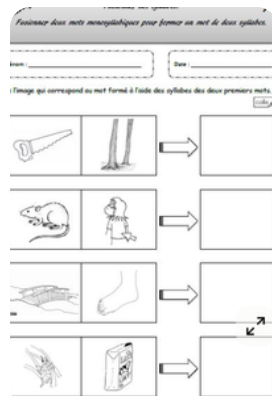 Fusionner deux mots monosyllabiques pour former un mot de deux syllabes.
Date :
l'image qui correspond au mot formé à l'aide des syllabes des deux premiers mots.